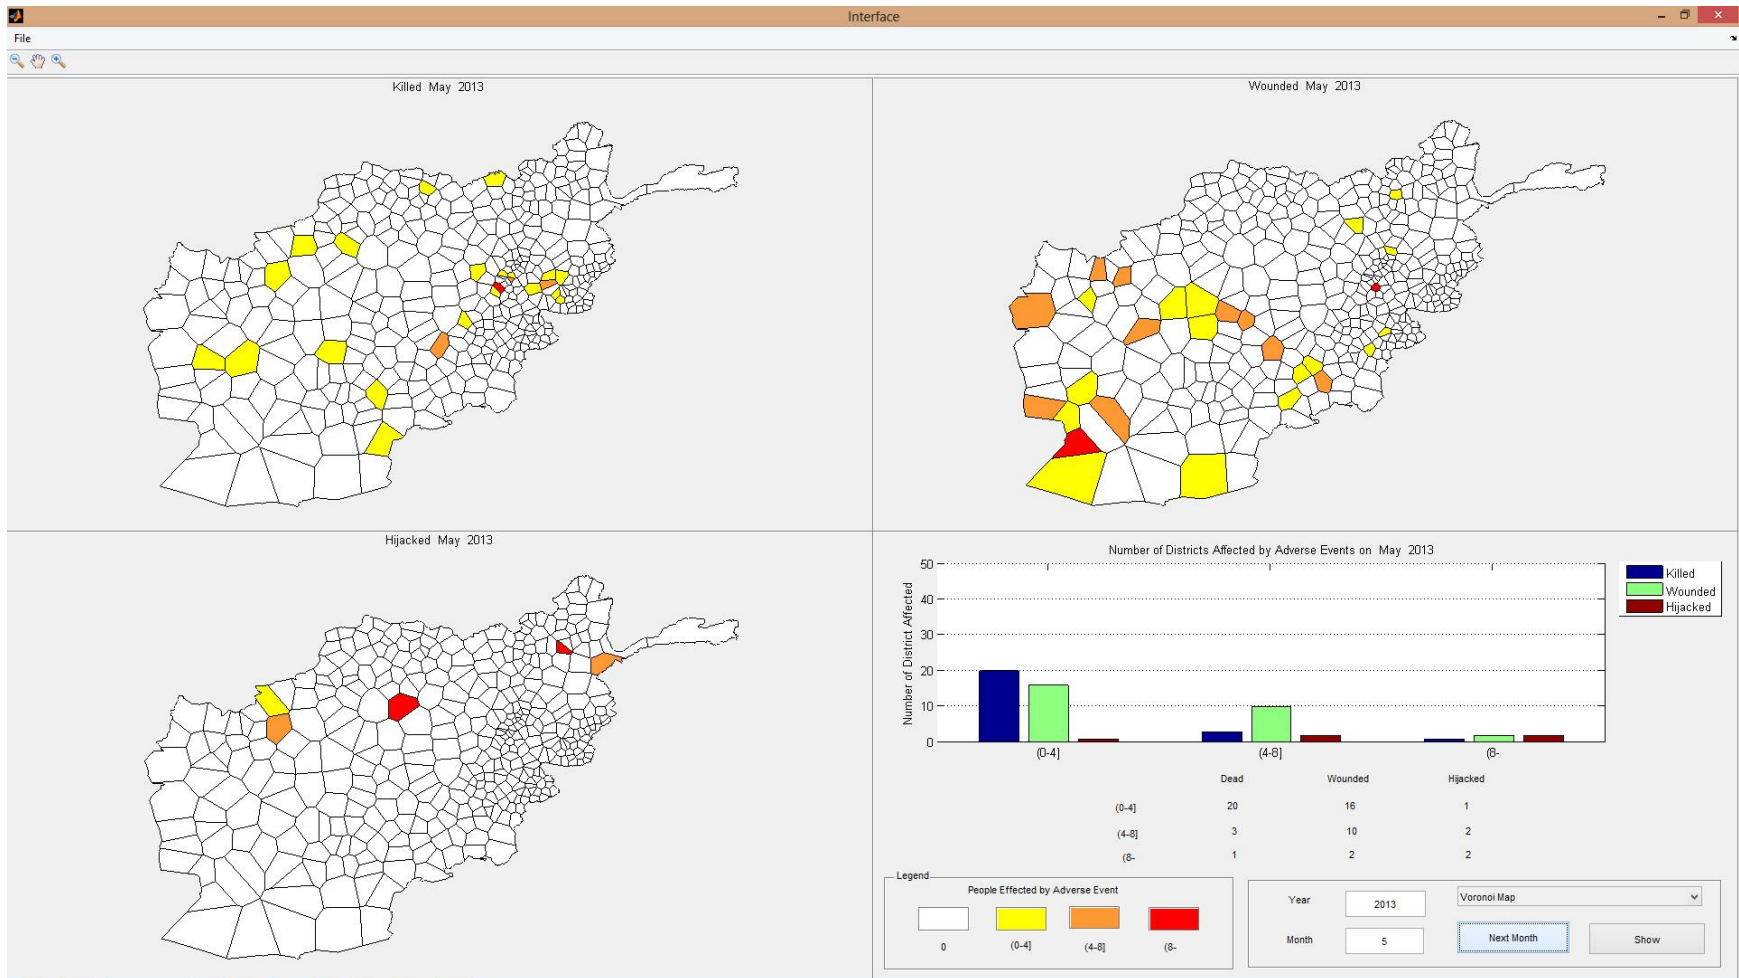 Interface
File
Killed May 2013
Wounded May 2013
Hijacked May 2013
Number of Districts Affected by Adverse Events on May 2013
Number of District Affected
50
40
30
20
10
0
(0-4]
(4-8]
(8-
Killed
Wounded
Hijacked
Dead Wounded Hijacked
(0-4] 20 16 1
(4-8] 3 10 2
(8- 1 2 2
Legend
People Effected by Adverse Event
0 (0-4] (4-8] (8-
Year 2013 Voronoi Map
Month 5 Next Month Show